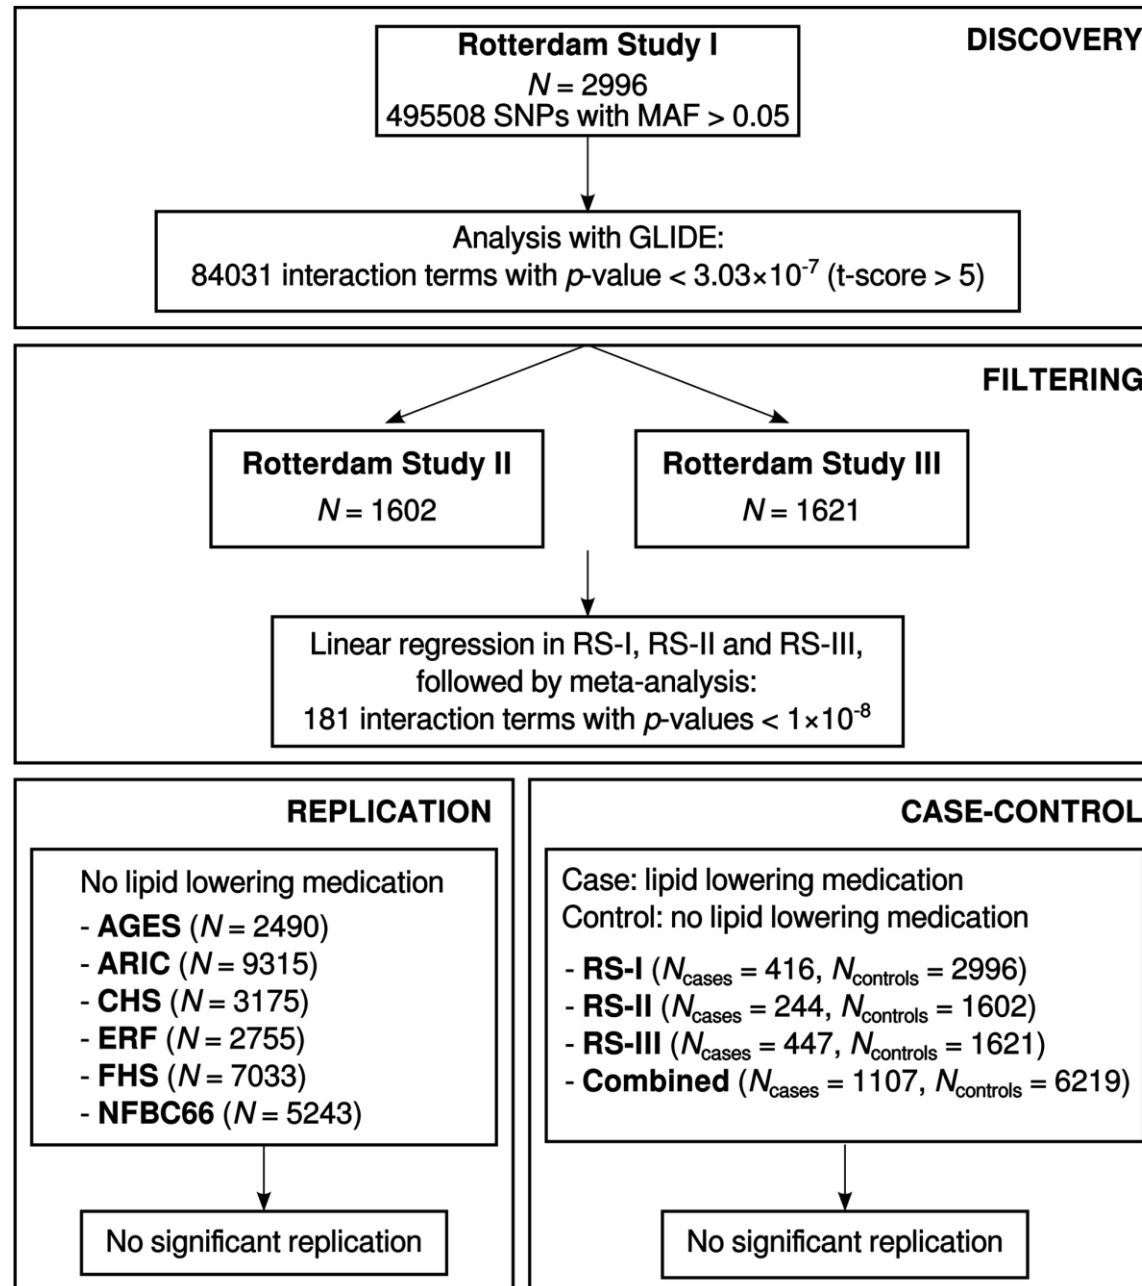 DISCOVERY
Rotterdam Study I
N = 2996
495508 SNPs with MAF > 0.05
Analysis with GLIDE:
84031 interaction terms with p-value < 3.03×10⁻⁷ (t-score > 5)
FILTERING
Rotterdam Study II
N = 1602
Rotterdam Study III
N = 1621
Linear regression in RS-I, RS-II and RS-III,
followed by meta-analysis:
181 interaction terms with p-values < 1×10⁻⁸
REPLICATION
No lipid lowering medication
- AGES (N = 2490)
- ARIC (N = 9315)
- CHS (N = 3175)
- ERF (N = 2755)
- FHS (N = 7033)
- NFBC66 (N = 5243)
No significant replication
CASE-CONTROL
Case: lipid lowering medication
Control: no lipid lowering medication
- RS-I (Ncases = 416, Ncontrols = 2996)
- RS-II (Ncases = 244, Ncontrols = 1602)
- RS-III (Ncases = 447, Ncontrols = 1621)
- Combined (Ncases = 1107, Ncontrols = 6219)
No significant replication